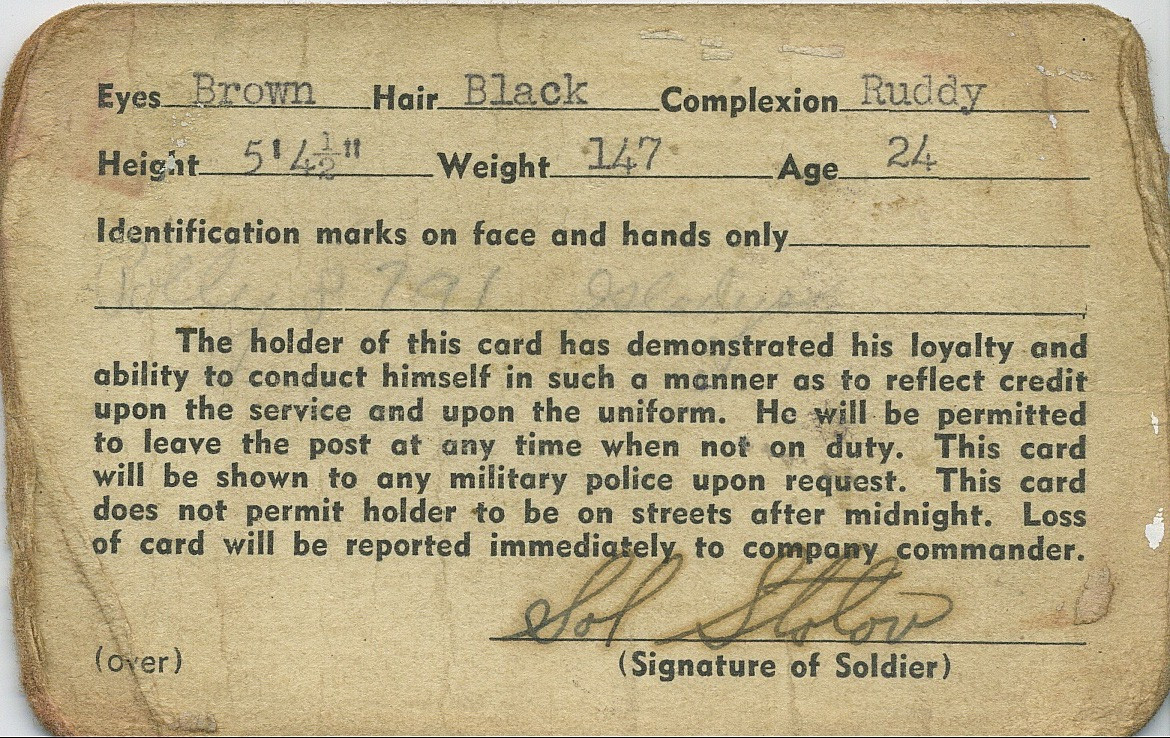 Eyes Brown Hair Black Complexion Ruddy
Height 5'4½" Weight 147 Age 24
Identification marks on face and hands only
791
The holder of this card has demonstrated his loyalty and
ability to conduct himself in such a manner as to reflect credit
upon the service and upon the uniform. He will be permitted
to leave the post at any time when not on duty. This card
will be shown to any military police upon request. This card
does not permit holder to be on streets after midnight. Loss
of card will be reported immediately to company commander.
Sol Stolov
(over) (Signature of Soldier)